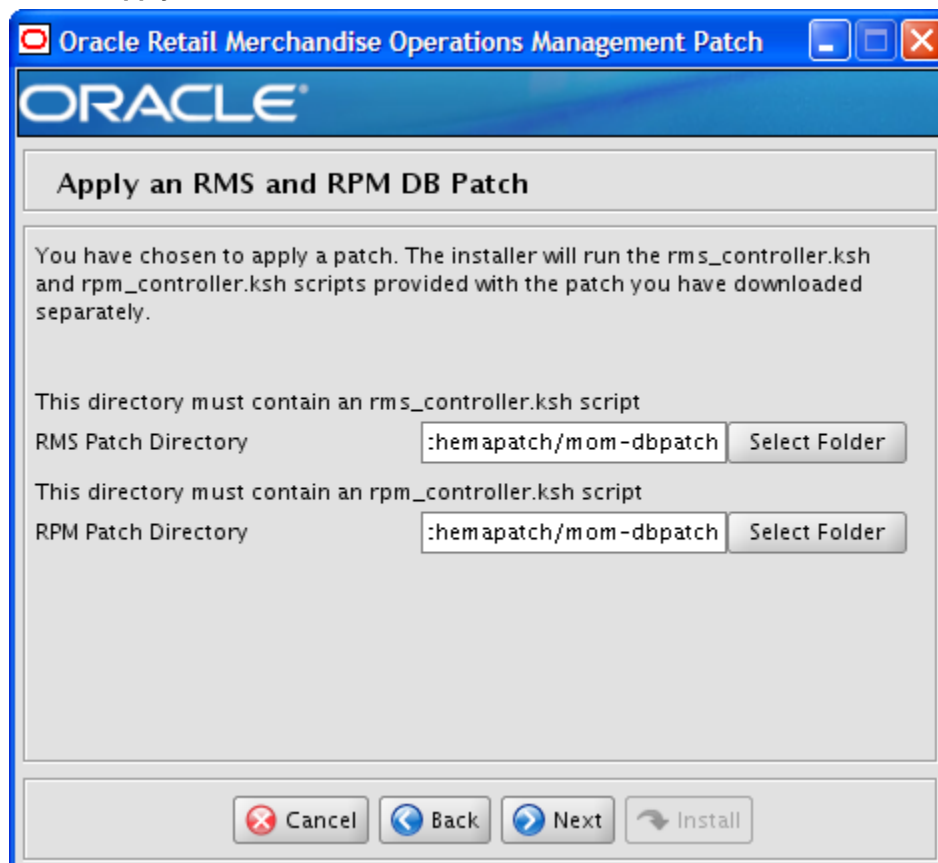 Oracle Retail Merchandise Operations Management Patch
ORACLE
Apply an RMS and RPM DB Patch
You have chosen to apply a patch. The installer will run the rms_controller.ksh
and rpm_controller.ksh scripts provided with the patch you have downloaded
separately.
This directory must contain an rms_controller.ksh script
RMS Patch Directory :hemapatch/mom-dbpatch Select Folder
This directory must contain an rpm_controller.ksh script
RPM Patch Directory :hemapatch/mom-dbpatch Select Folder
Cancel Back Next Install